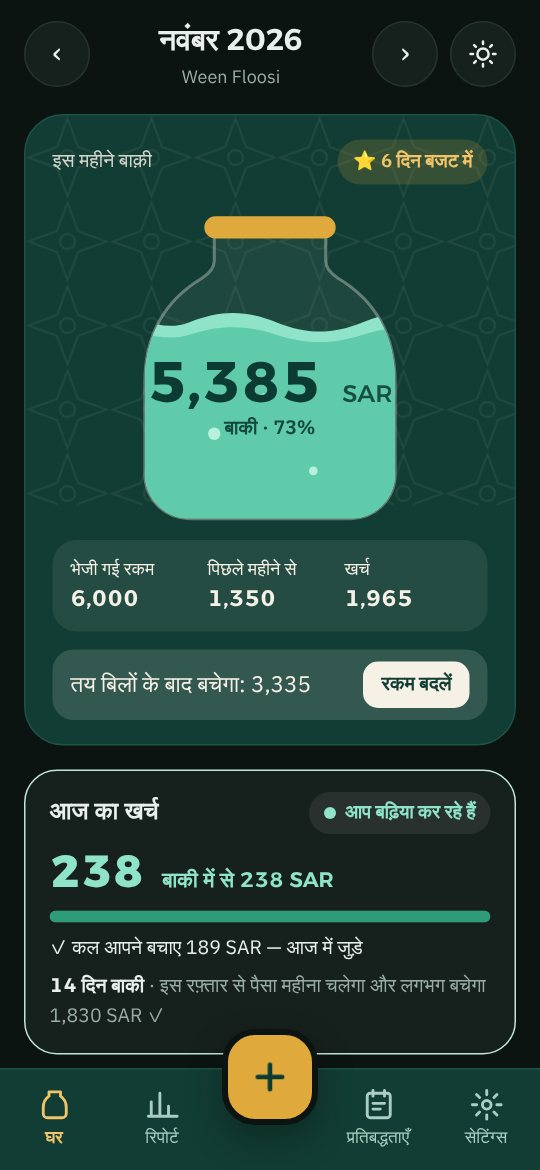 ‹
नवंबर 2026
Ween Floosi
›
इस महीने बाक़ी
⭐ 6 दिन बजट में
5,385 SAR
बाकी · 73%
भेजी गई रकम
6,000
पिछले महीने से
1,350
खर्च
1,965
तय बिलों के बाद बचेगा: 3,335
रकम बदलें
आज का खर्च
आप बढ़िया कर रहे हैं
238 बाकी में से 238 SAR
✓ कल आपने बचाए 189 SAR — आज में जुड़े
14 दिन बाकी · इस रफ़्तार से पैसा महीना चलेगा और लगभग बचेगा
1,830 SAR ✓
+
घर
रिपोर्ट
प्रतिबद्धताएँ
सेटिंग्स